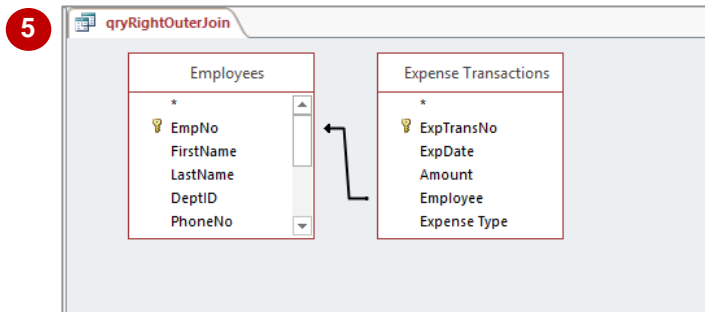 5
qryRightOuterJoin
Employees
*
EmpNo
FirstName
LastName
DeptID
PhoneNo
Expense Transactions
*
ExpTransNo
ExpDate
Amount
Employee
Expense Type